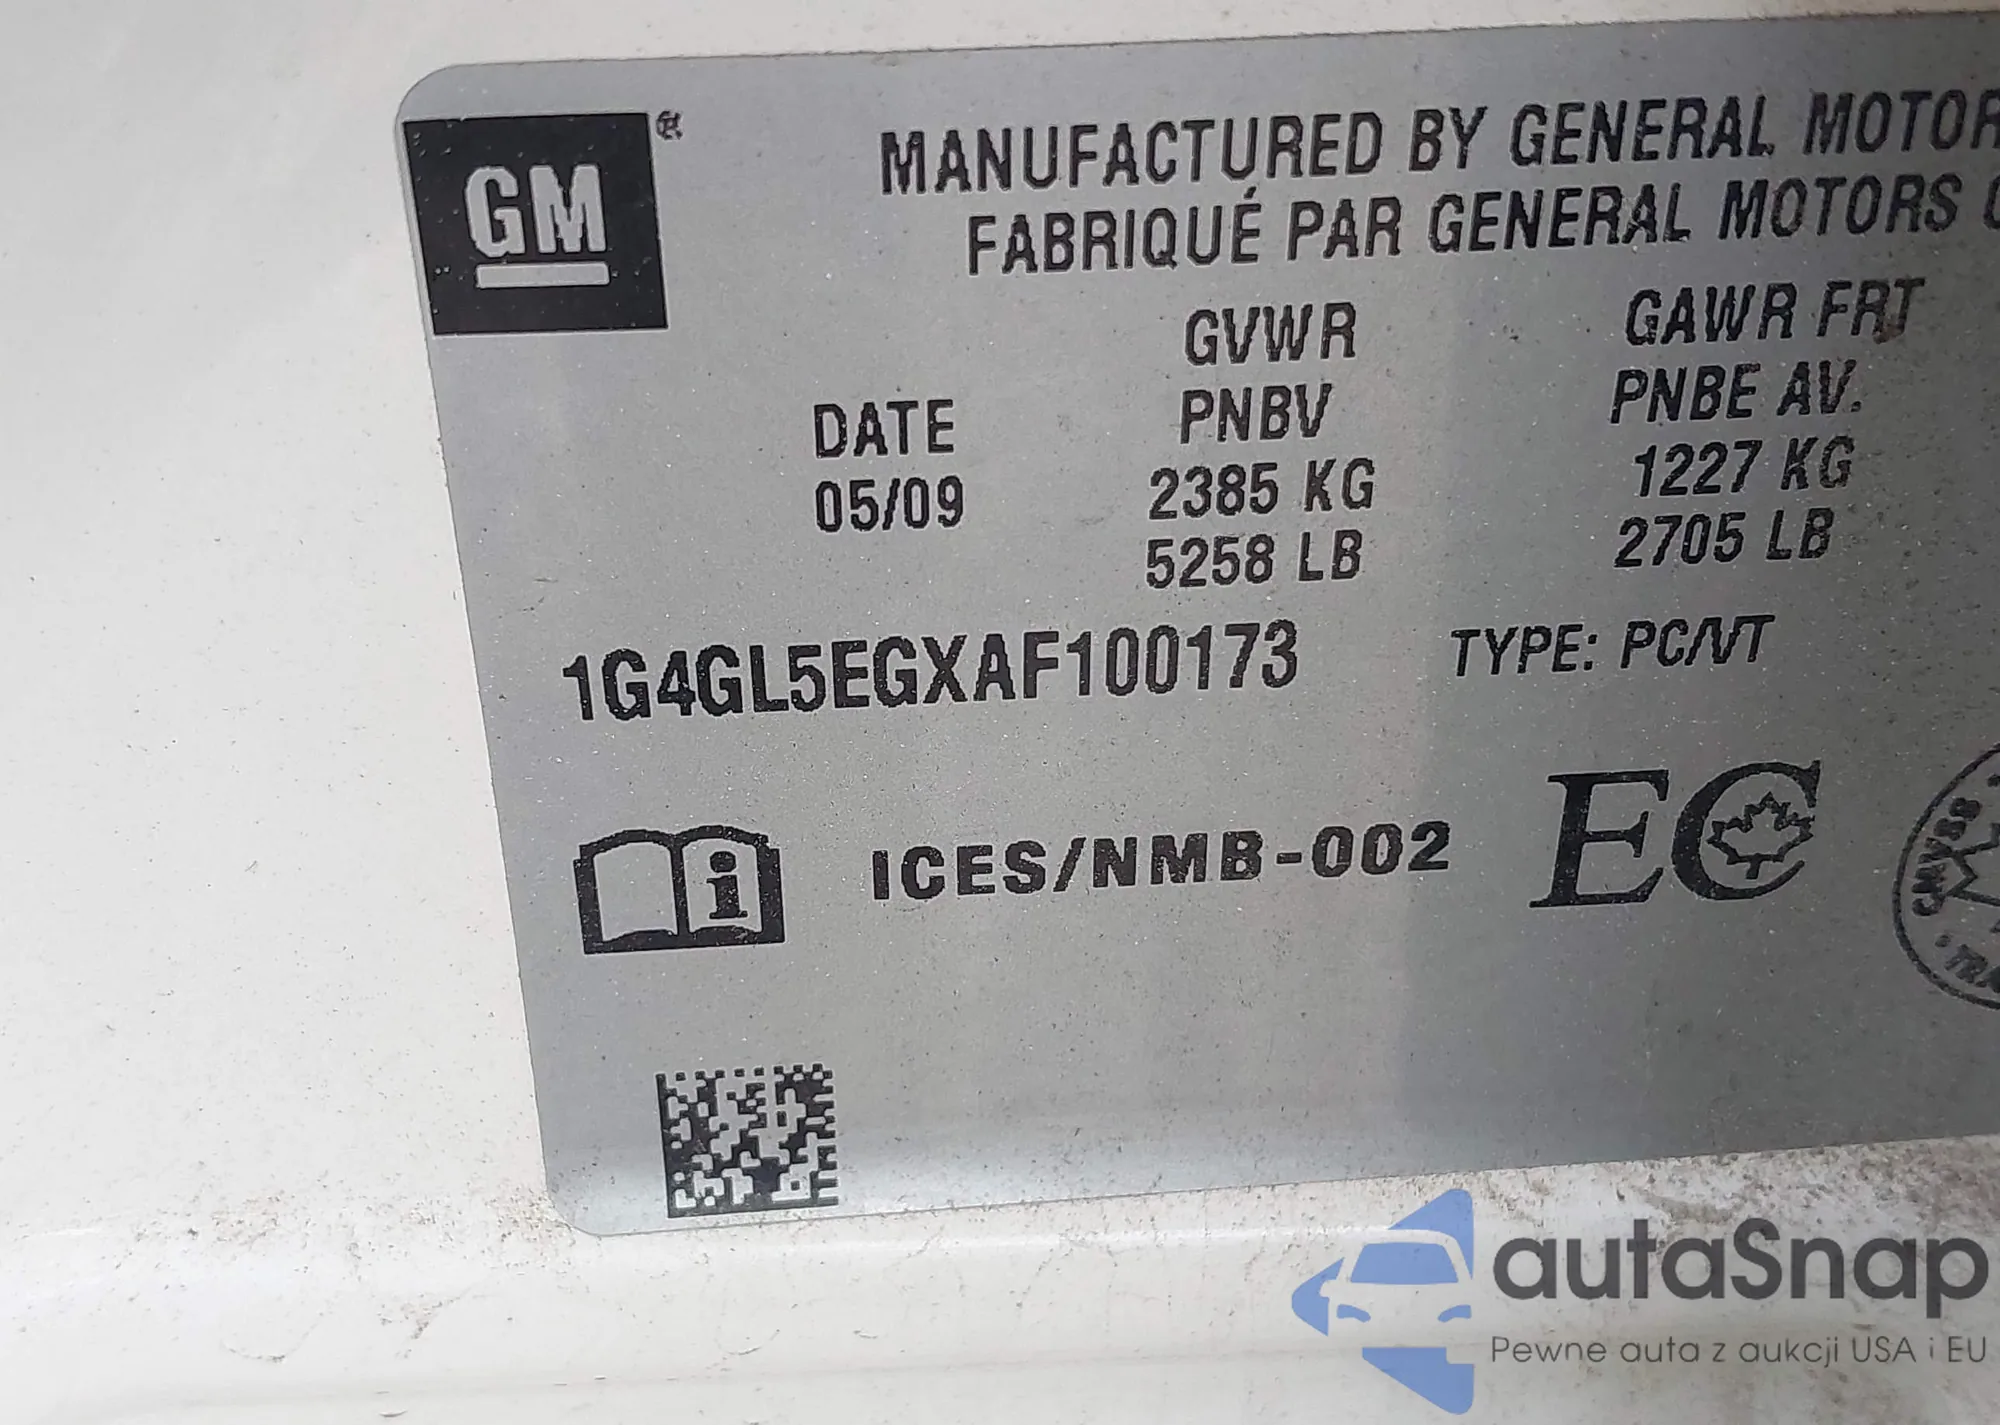 GM®
MANUFACTURED BY GENERAL MOTOR
FABRIQUÉ PAR GENERAL MOTORS
DATE
05/09
GVWR
PNBV
2385 KG
5258 LB
GAWR FRT
PNBE AV.
1227 KG
2705 LB
1G4GL5EGXAF100173
TYPE: PC/VT
i
ICES/NMB-002
EC
CMVSS
TRA
autaSnap
Pewne auta z aukcji USA i EU